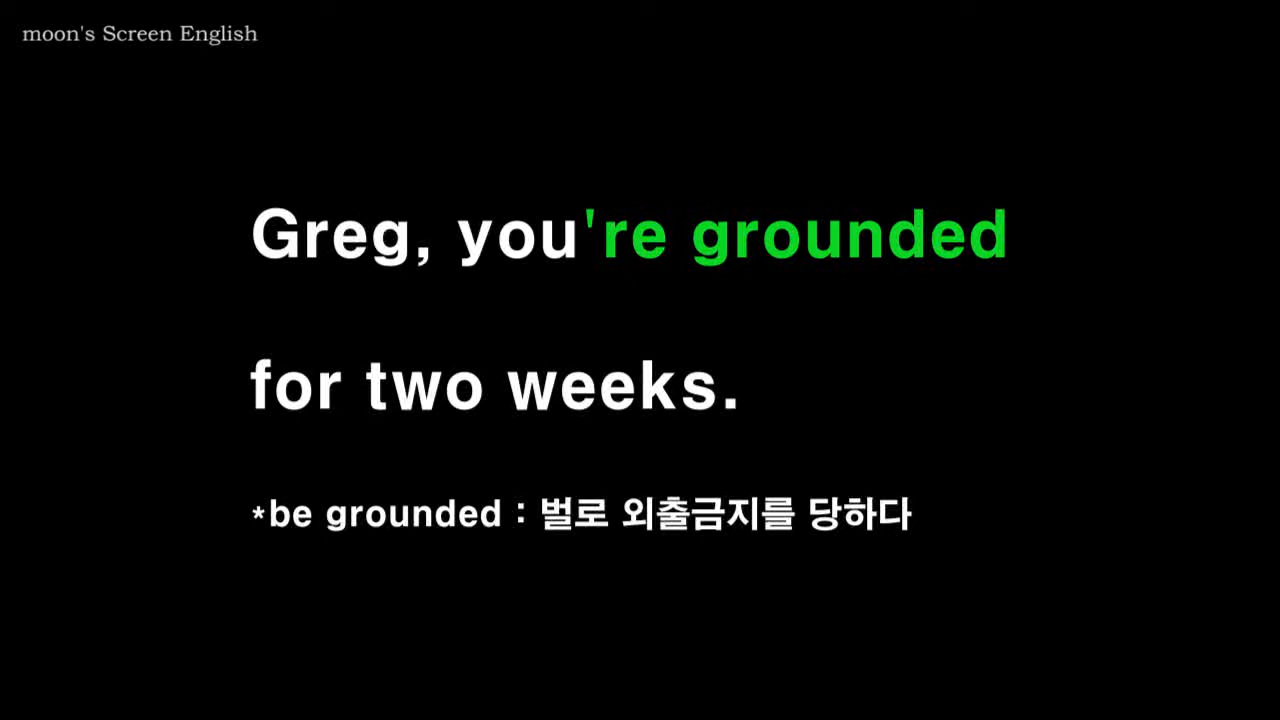 moon's Screen English
Greg, you're grounded
for two weeks.
*be grounded : 벌로 외출금지를 당하다